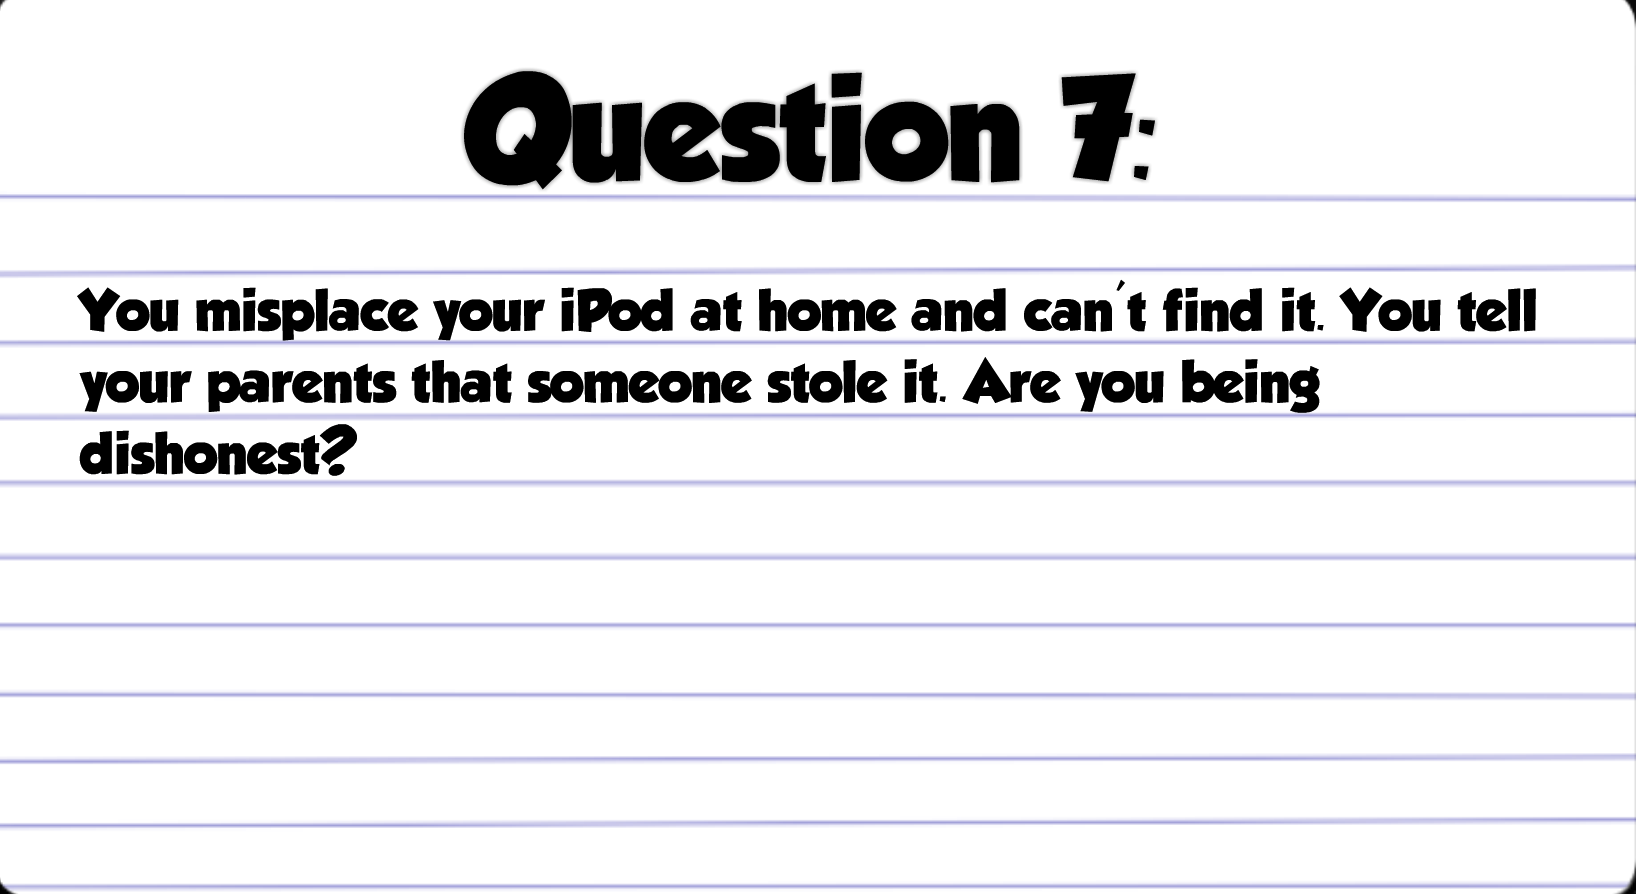 Question 7:
You misplace your iPod at home and can't find it. You tell
your parents that someone stole it. Are you being
dishonest?